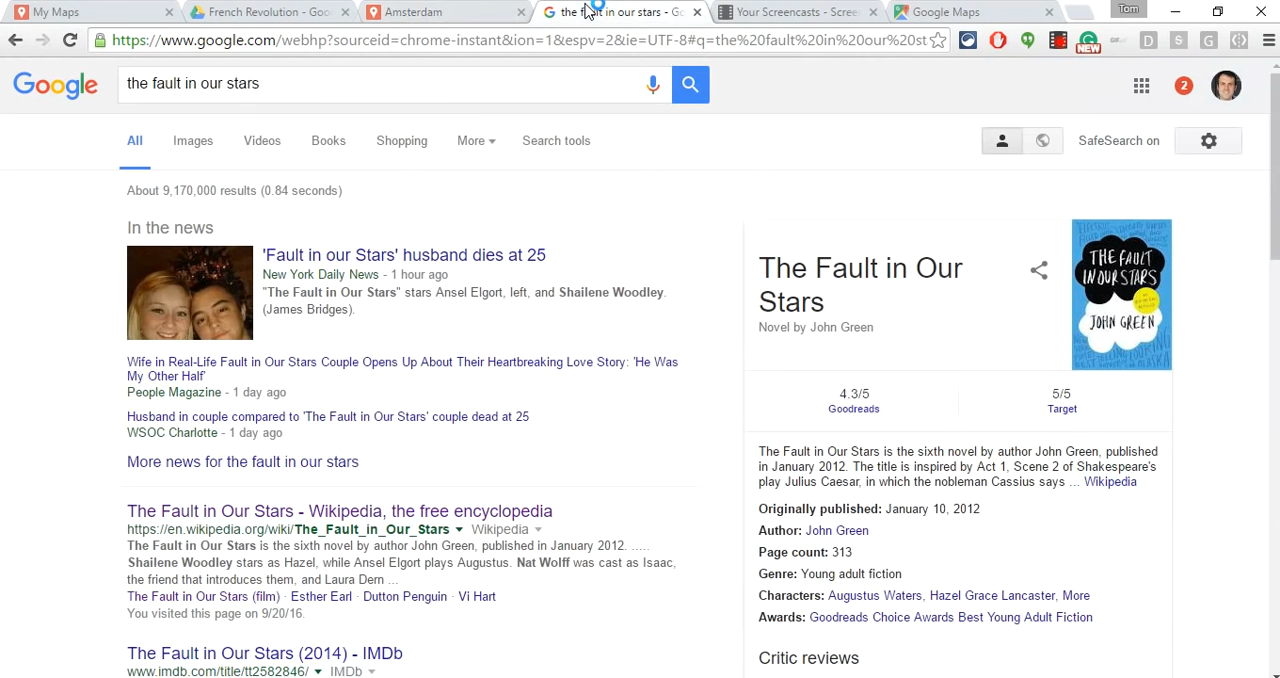 My Maps
French Revolution - Goo
Amsterdam
the fault in our stars - Go
Your Screencasts - Scree
Google Maps
Tom
https://www.google.com/webhp?sourceid=chrome-instant&ion=1&espv=2&ie=UTF-8#q=the%20fault%20in%20our%20st
NEW
GIF
D
S
G
Google
the fault in our stars
2
All
Images
Videos
Books
Shopping
More
Search tools
SafeSearch on
About 9,170,000 results (0.84 seconds)
In the news
'Fault in our Stars' husband dies at 25
New York Daily News - 1 hour ago
"The Fault in Our Stars" stars Ansel Elgort, left, and Shailene Woodley.
(James Bridges).
Wife in Real-Life Fault in Our Stars Couple Opens Up About Their Heartbreaking Love Story: 'He Was
My Other Half'
People Magazine - 1 day ago
Husband in couple compared to 'The Fault in Our Stars' couple dead at 25
WSOC Charlotte - 1 day ago
More news for the fault in our stars
The Fault in Our Stars - Wikipedia, the free encyclopedia
https://en.wikipedia.org/wiki/The_Fault_in_Our_Stars Wikipedia
The Fault in Our Stars is the sixth novel by author John Green, published in January 2012. .....
Shailene Woodley stars as Hazel, while Ansel Elgort plays Augustus. Nat Wolff was cast as Isaac,
the friend that introduces them, and Laura Dern ...
The Fault in Our Stars (film) · Esther Earl · Dutton Penguin · Vi Hart
You visited this page on 9/20/16.
The Fault in Our Stars (2014) - IMDb
www.imdb.com/title/tt2582846/ IMDb
The Fault in Our
Stars
Novel by John Green
THE FAULT
IN OUR
STARS
JOHN GREEN
4.3/5
Goodreads
5/5
Target
The Fault in Our Stars is the sixth novel by author John Green, published
in January 2012. The title is inspired by Act 1, Scene 2 of Shakespeare's
play Julius Caesar, in which the nobleman Cassius says ... Wikipedia
Originally published: January 10, 2012
Author: John Green
Page count: 313
Genre: Young adult fiction
Characters: Augustus Waters, Hazel Grace Lancaster, More
Awards: Goodreads Choice Awards Best Young Adult Fiction
Critic reviews